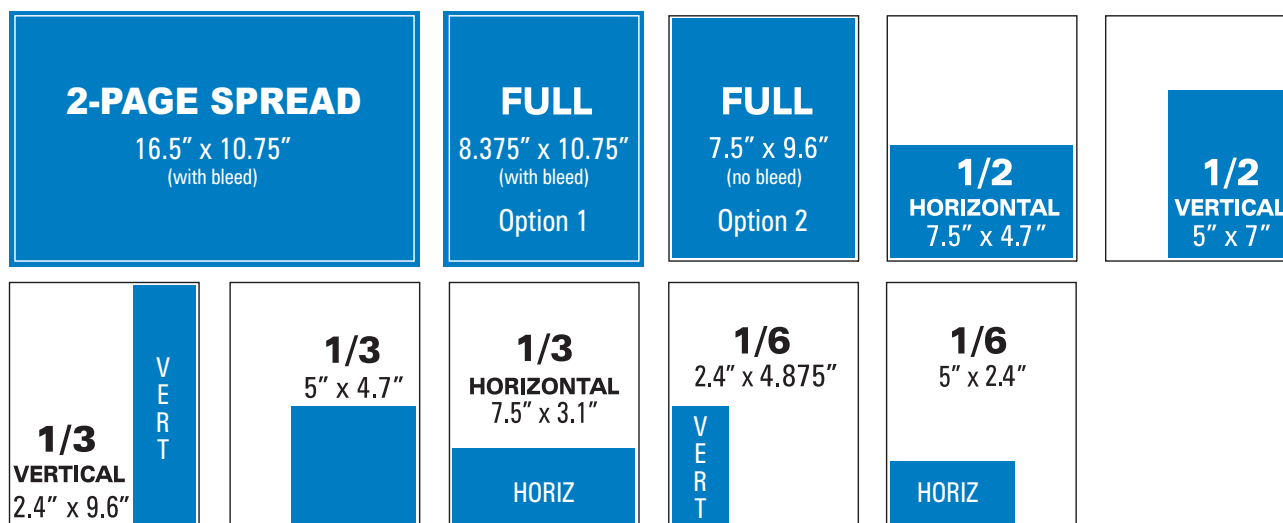 2-PAGE SPREAD
16.5″ x 10.75″
(with bleed)
FULL
8.375″ x 10.75″
(with bleed)
Option 1
FULL
7.5″ x 9.6″
(no bleed)
Option 2
1/2
HORIZONTAL
7.5″ x 4.7″
1/2
VERTICAL
5″ x 7″
1/3
VERTICAL
2.4″ x 9.6″
VERT
1/3
5″ x 4.7″
1/3
HORIZONTAL
7.5″ x 3.1″
HORIZ
1/6
2.4″ x 4.875″
VERT
1/6
5″ x 2.4″
HORIZ